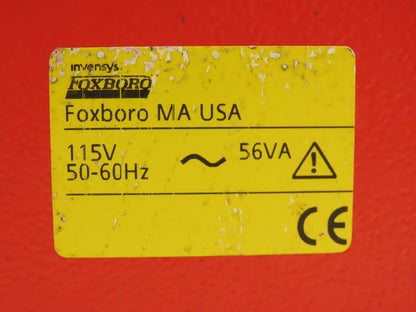 invensys
FOXBORO
Foxboro MA USA
115V ~ 56VA
50-60Hz
CE